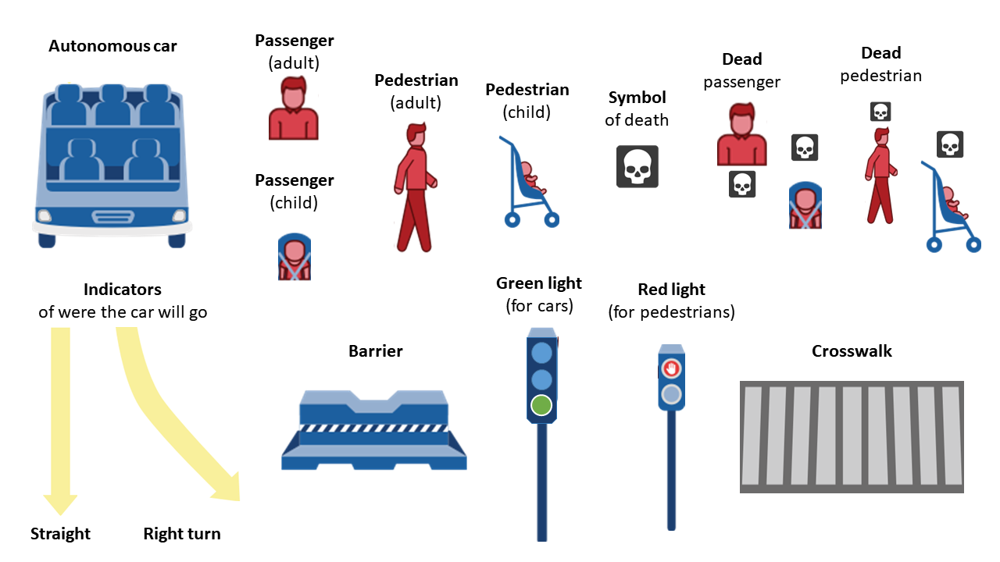 Autonomous car
Passenger
(adult)
Pedestrian
(adult)
Pedestrian
(child)
Symbol
of death
Dead
passenger
Dead
pedestrian
Passenger
(child)
Indicators
of were the car will go
Barrier
Green light
(for cars)
Red light
(for pedestrians)
Crosswalk
Straight
Right turn